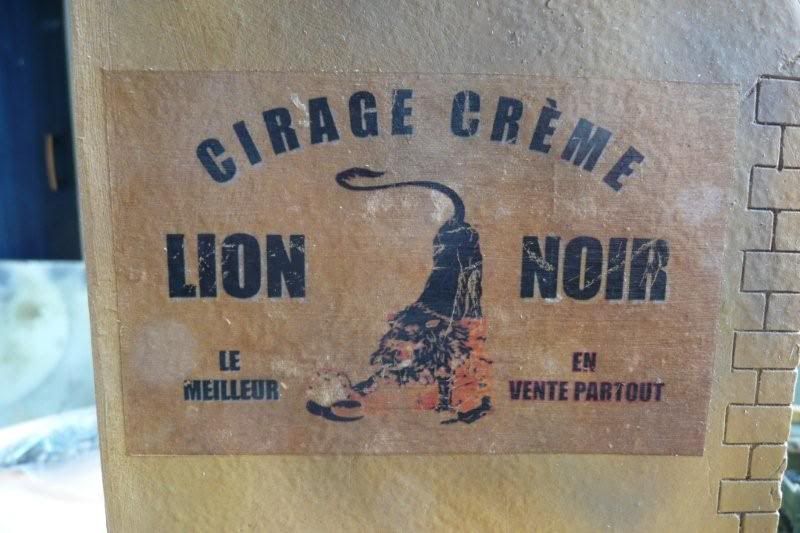 CIRAGE CRÈME
LION NOIR
LE MEILLEUR
EN VENTE PARTOUT